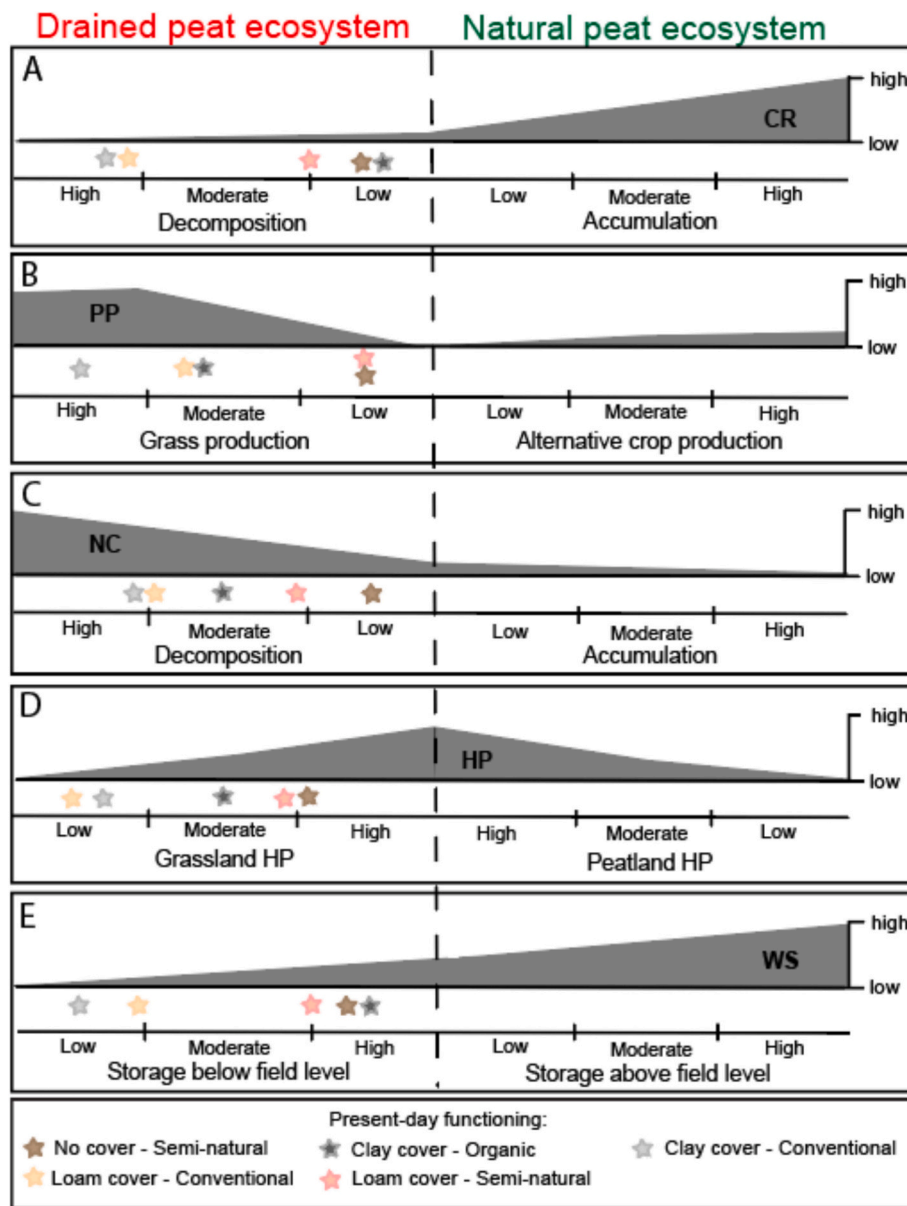 Drained peat ecosystem Natural peat ecosystem
A
high
CR
low
High Moderate Low Low Moderate High
Decomposition Accumulation
B
high
PP
low
High Moderate Low Low Moderate High
Grass production Alternative crop production
C
high
NC
low
High Moderate Low Low Moderate High
Decomposition Accumulation
D
high
HP
low
Low Moderate High High Moderate Low
Grassland HP Peatland HP
E
high
WS
low
Low Moderate High Low Moderate High
Storage below field level Storage above field level
Present-day functioning:
No cover - Semi-natural Clay cover - Organic Clay cover - Conventional
Loam cover - Conventional Loam cover - Semi-natural